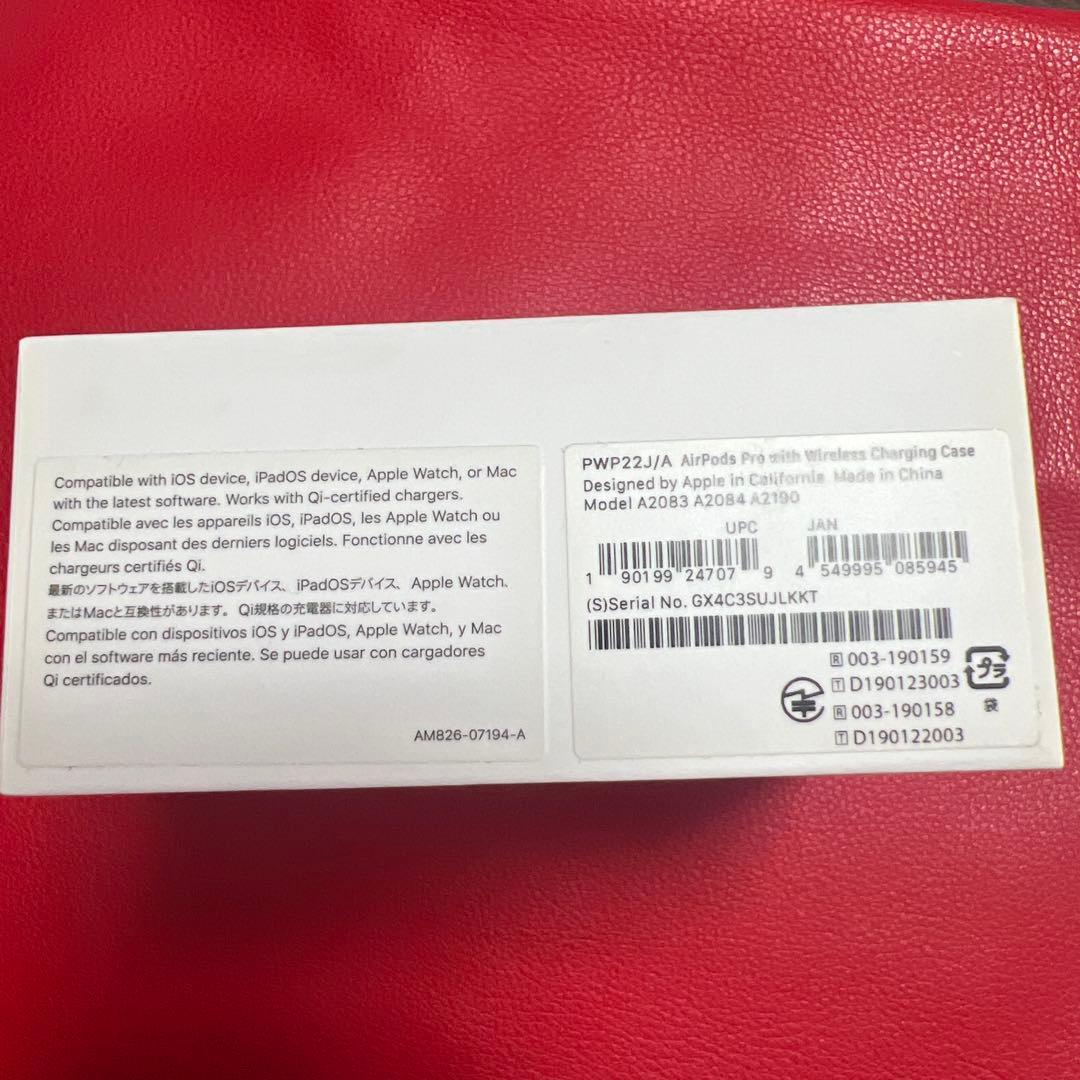 Compatible with iOS device, iPadOS device, Apple Watch, or Mac
with the latest software. Works with Qi-certified chargers.
Compatible avec les appareils iOS, iPadOS, les Apple Watch ou
les Mac disposant des derniers logiciels. Fonctionne avec les
chargeurs certifiés Qi.
最新のソフトウェアを搭載したiOSデバイス、iPadOSデバイス、Apple Watch、
またはMacと互換性があります。Qi規格の充電器に対応しています。
Compatible con dispositivos iOS y iPadOS, Apple Watch, y Mac
con el software más reciente. Se puede usar con cargadores
Qi certificados.
AM826-07194-A
PWP22J/A AirPods Pro with Wireless Charging Case
Designed by Apple in California Made in China
Model A2083 A2084 A2190
UPC JAN
1 90199 24707 9 4 549995 085945
(S)Serial No. GX4C3SUJLKKT
R 003-190159
T D190123003
R 003-190158
T D190122003
プラ
袋